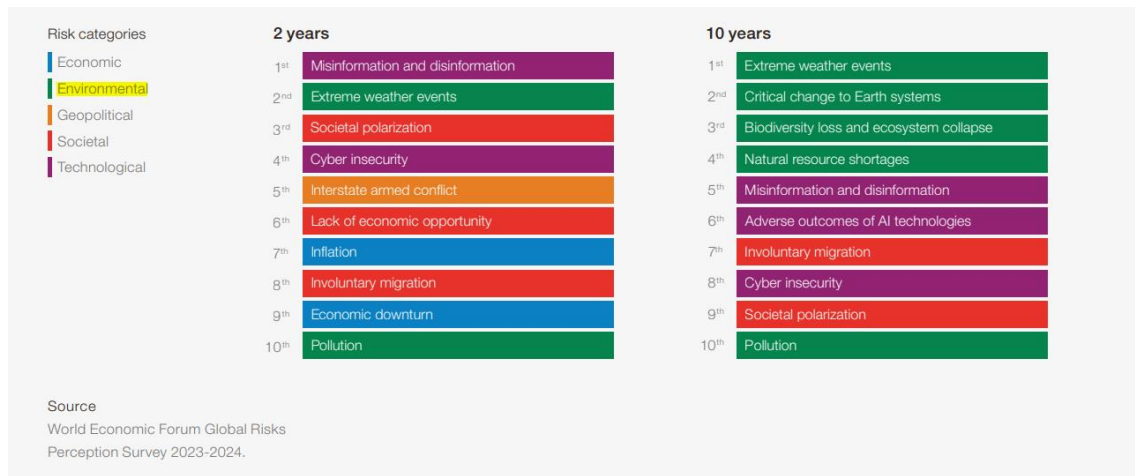 Risk categories
Economic
Environmental
Geopolitical
Societal
Technological
2 years
1st Misinformation and disinformation
2nd Extreme weather events
3rd Societal polarization
4th Cyber insecurity
5th Interstate armed conflict
6th Lack of economic opportunity
7th Inflation
8th Involuntary migration
9th Economic downturn
10th Pollution
10 years
1st Extreme weather events
2nd Critical change to Earth systems
3rd Biodiversity loss and ecosystem collapse
4th Natural resource shortages
5th Misinformation and disinformation
6th Adverse outcomes of AI technologies
7th Involuntary migration
8th Cyber insecurity
9th Societal polarization
10th Pollution
Source
World Economic Forum Global Risks
Perception Survey 2023-2024.